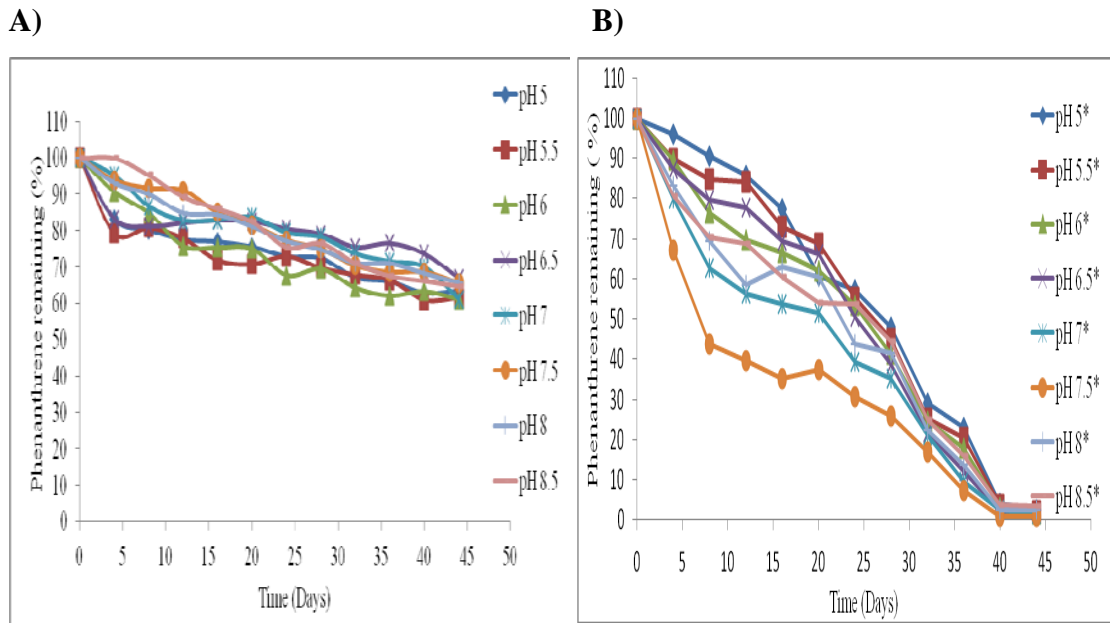 A)
B)
Phenanthrene remaining (%)
110
100
90
80
70
60
50
40
30
20
10
0
0 5 10 15 20 25 30 35 40 45 50
Time (Days)
pH 5
pH 5.5
pH 6
pH 6.5
pH 7
pH 7.5
pH 8
pH 8.5
Phenanthrene remaining ( %)
110
100
90
80
70
60
50
40
30
20
10
0
0 5 10 15 20 25 30 35 40 45 50
Time (Days)
pH 5*
pH 5.5*
pH 6*
pH 6.5*
pH 7*
pH 7.5*
pH 8*
pH 8.5*